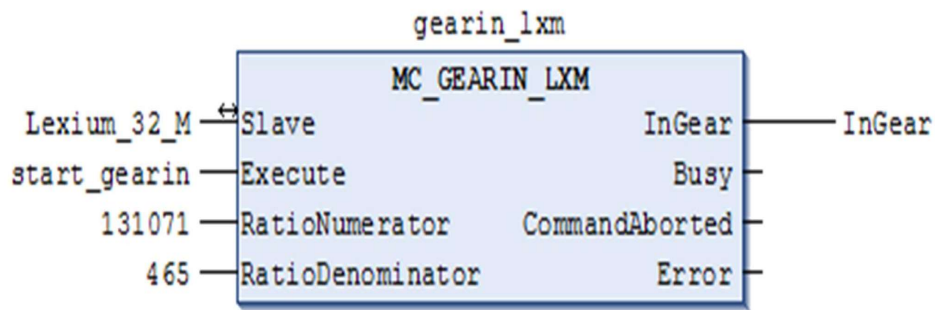 gearin_lxm
MC_GEARIN_LXM
Lexium_32_M Slave InGear InGear
start_gearin Execute Busy
131071 RatioNumerator CommandAborted
465 RatioDenominator Error